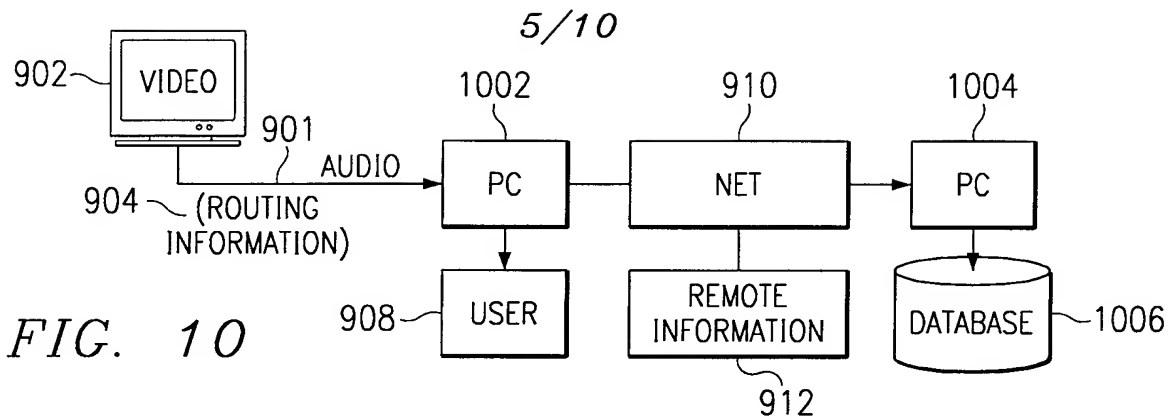 5/10
902
VIDEO
901
AUDIO
904
(ROUTING
INFORMATION)
1002
PC
910
NET
1004
PC
908
USER
REMOTE
INFORMATION
912
DATABASE
1006
FIG. 10